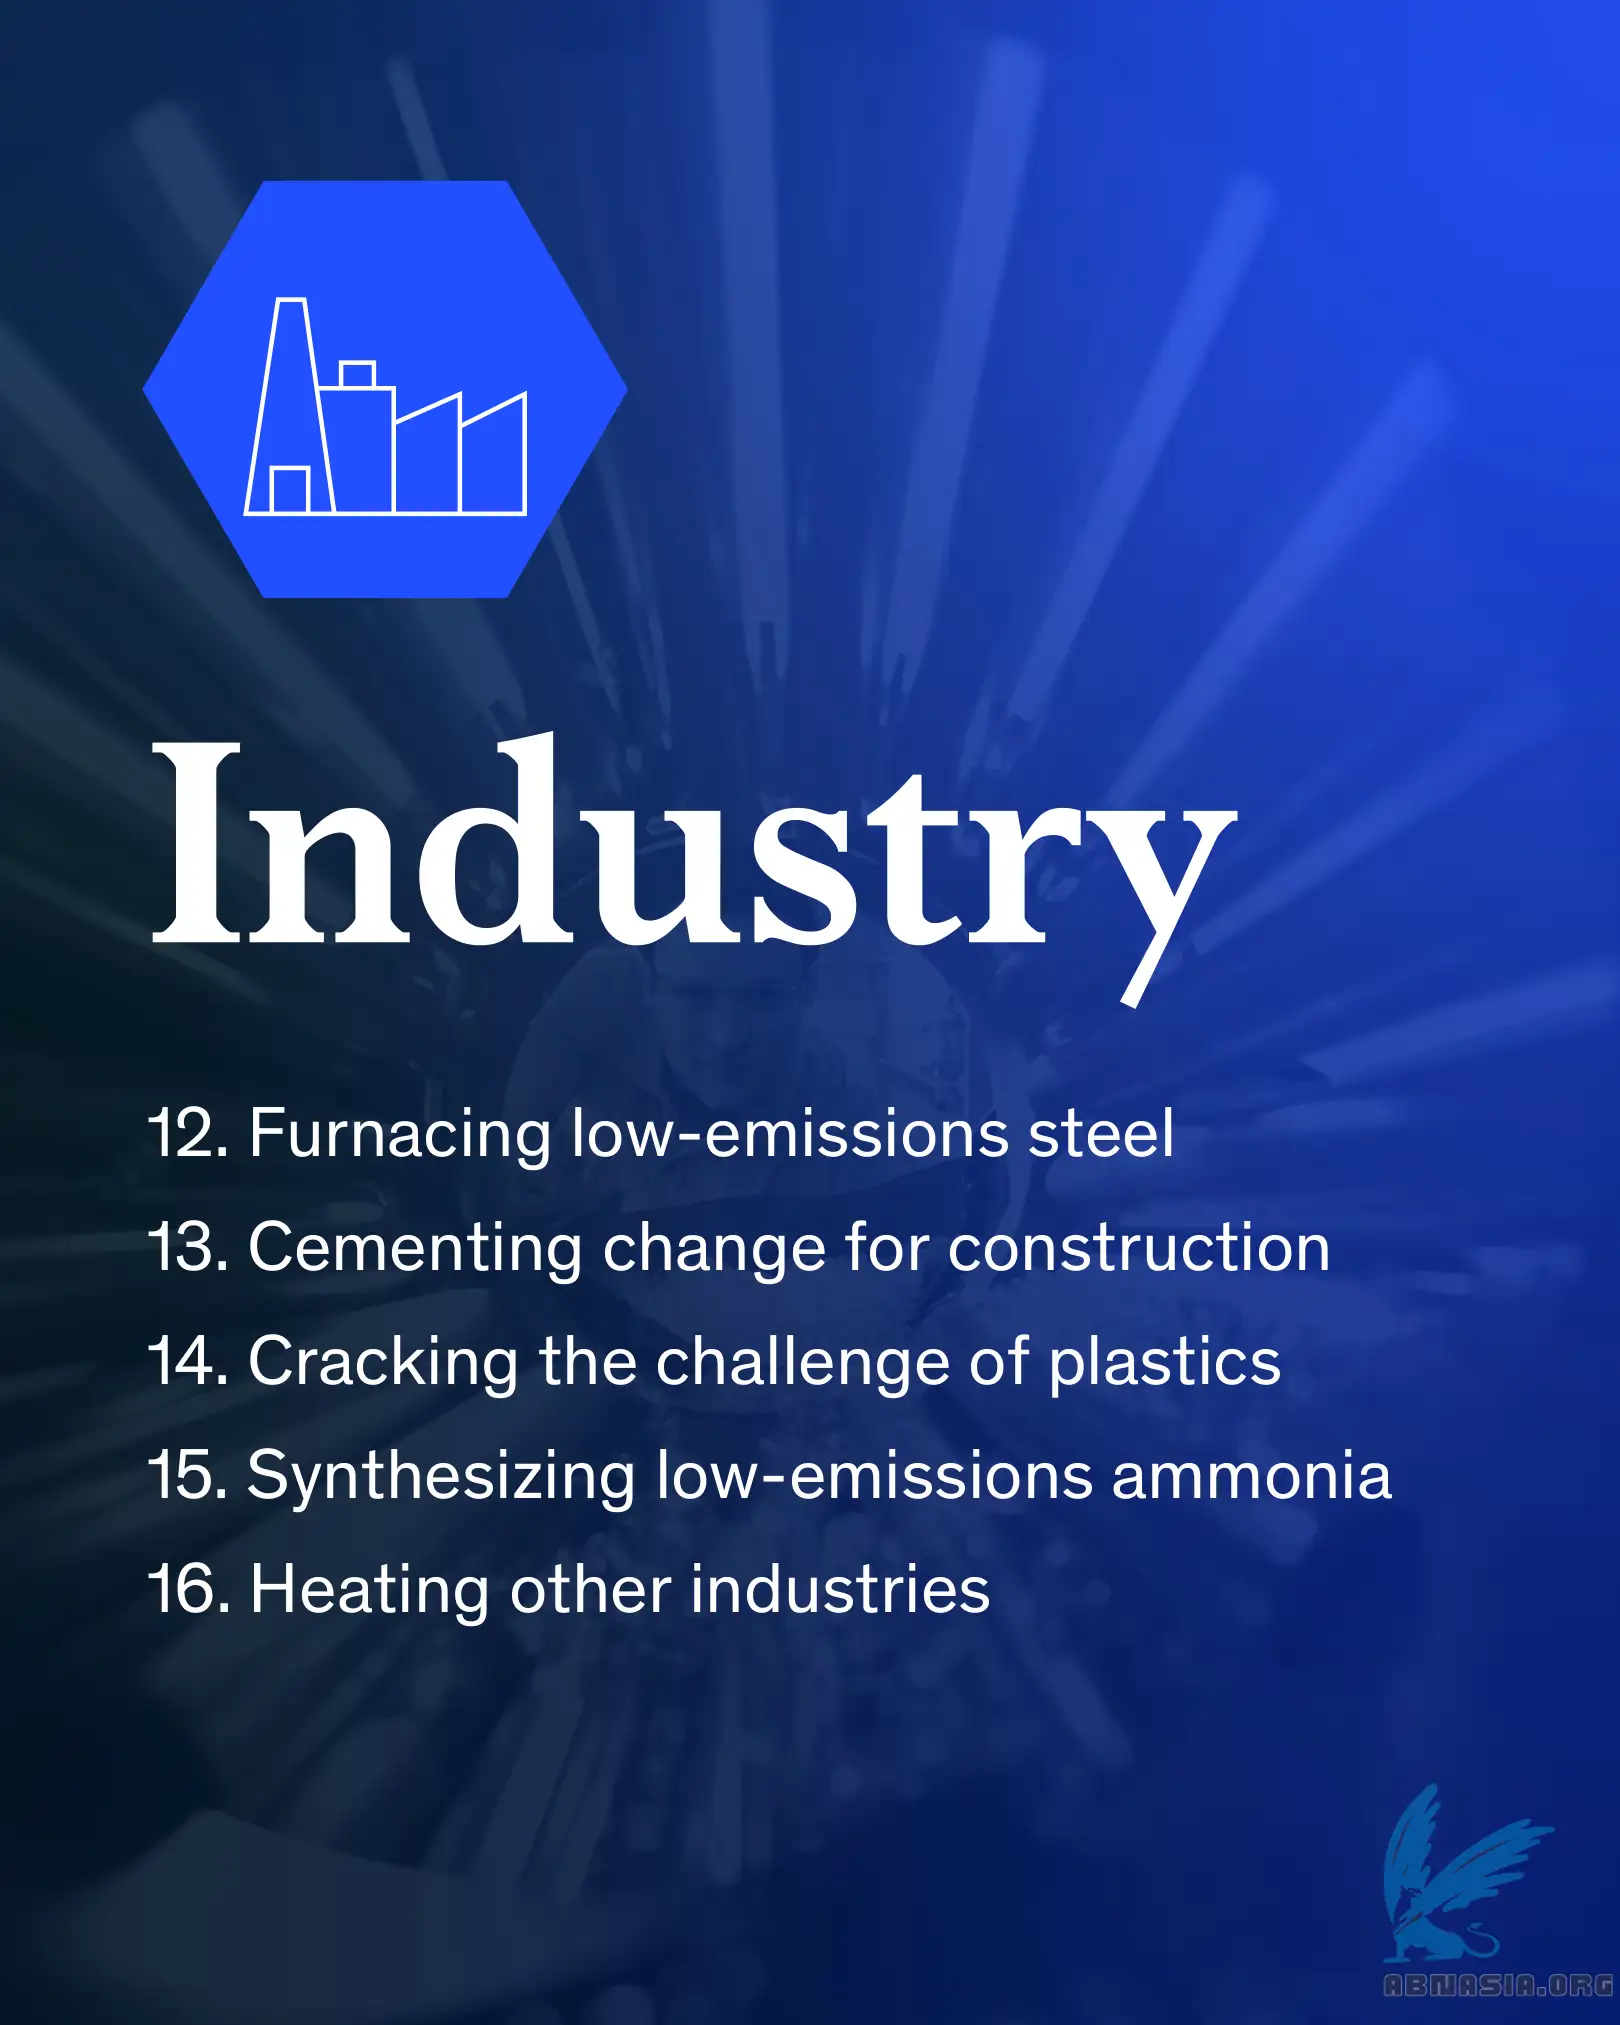 Industry
12. Furnacing low-emissions steel
13. Cementing change for construction
14. Cracking the challenge of plastics
15. Synthesizing low-emissions ammonia
16. Heating other industries
ABMASIA.ORG